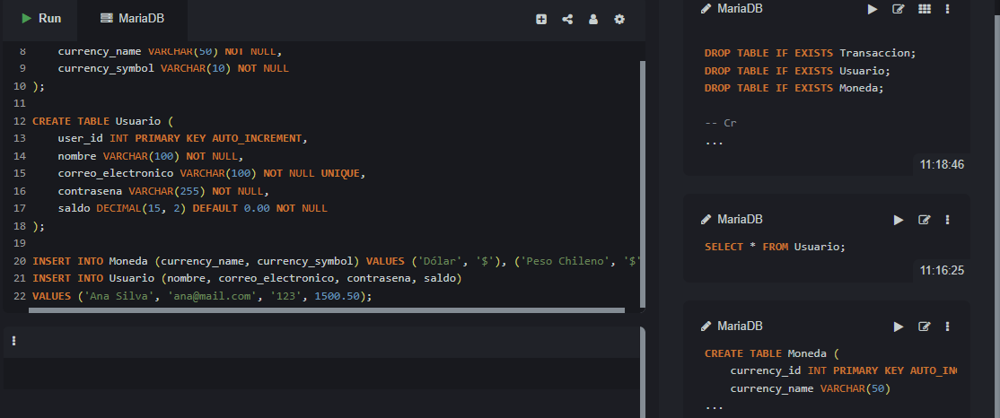 Run
MariaDB
8 currency_name VARCHAR(50) NOT NULL,
9 currency_symbol VARCHAR(10) NOT NULL
10 );
11
12 CREATE TABLE Usuario (
13 user_id INT PRIMARY KEY AUTO_INCREMENT,
14 nombre VARCHAR(100) NOT NULL,
15 correo_electronico VARCHAR(100) NOT NULL UNIQUE,
16 contrasena VARCHAR(255) NOT NULL,
17 saldo DECIMAL(15, 2) DEFAULT 0.00 NOT NULL
18 );
19
20 INSERT INTO Moneda (currency_name, currency_symbol) VALUES ('Dólar', '$'), ('Peso Chileno', '$'
21 INSERT INTO Usuario (nombre, correo_electronico, contrasena, saldo)
22 VALUES ('Ana Silva', 'ana@mail.com', '123', 1500.50);
MariaDB
DROP TABLE IF EXISTS Transaccion;
DROP TABLE IF EXISTS Usuario;
DROP TABLE IF EXISTS Moneda;
-- Cr
...
11:18:46
MariaDB
SELECT * FROM Usuario;
11:16:25
MariaDB
CREATE TABLE Moneda (
currency_id INT PRIMARY KEY AUTO_IN
currency_name VARCHAR(50)
...